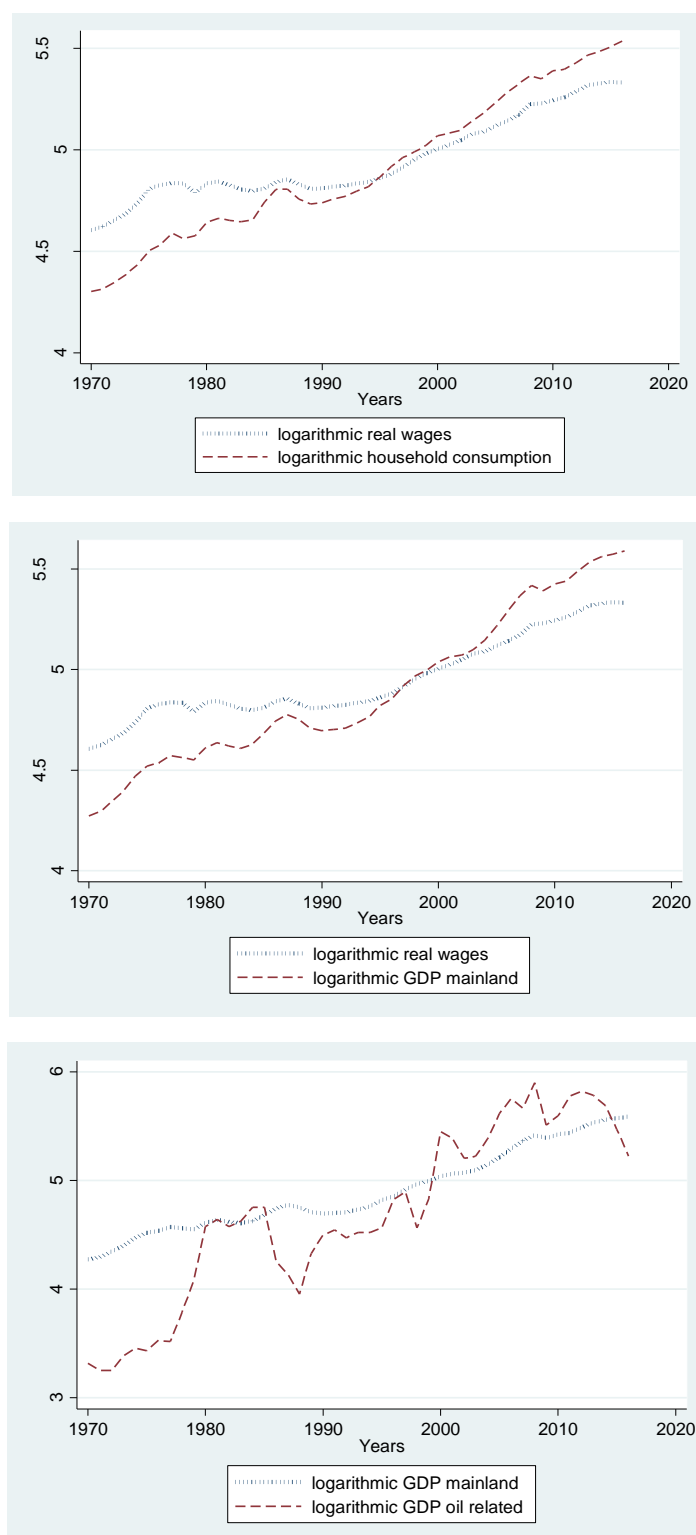 5.5
5
4.5
4
1970 1980 1990 2000 2010 2020
Years
logarithmic real wages
logarithmic household consumption
5.5
5
4.5
4
1970 1980 1990 2000 2010 2020
Years
logarithmic real wages
logarithmic GDP mainland
6
5
4
3
1970 1980 1990 2000 2010 2020
Years
logarithmic GDP mainland
logarithmic GDP oil related